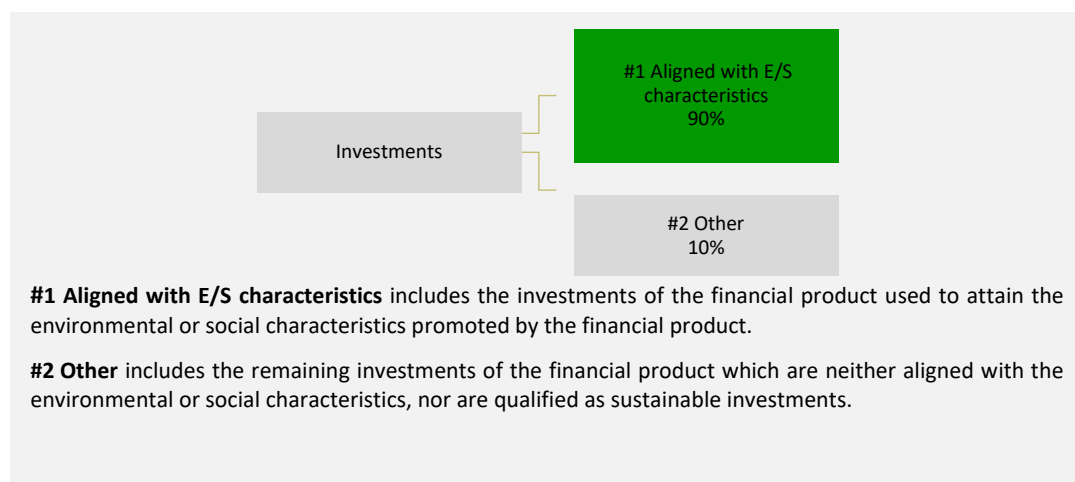 #1 Aligned with E/S
characteristics
90%
Investments
#2 Other
10%
#1 Aligned with E/S characteristics includes the investments of the financial product used to attain the
environmental or social characteristics promoted by the financial product.
#2 Other includes the remaining investments of the financial product which are neither aligned with the
environmental or social characteristics, nor are qualified as sustainable investments.